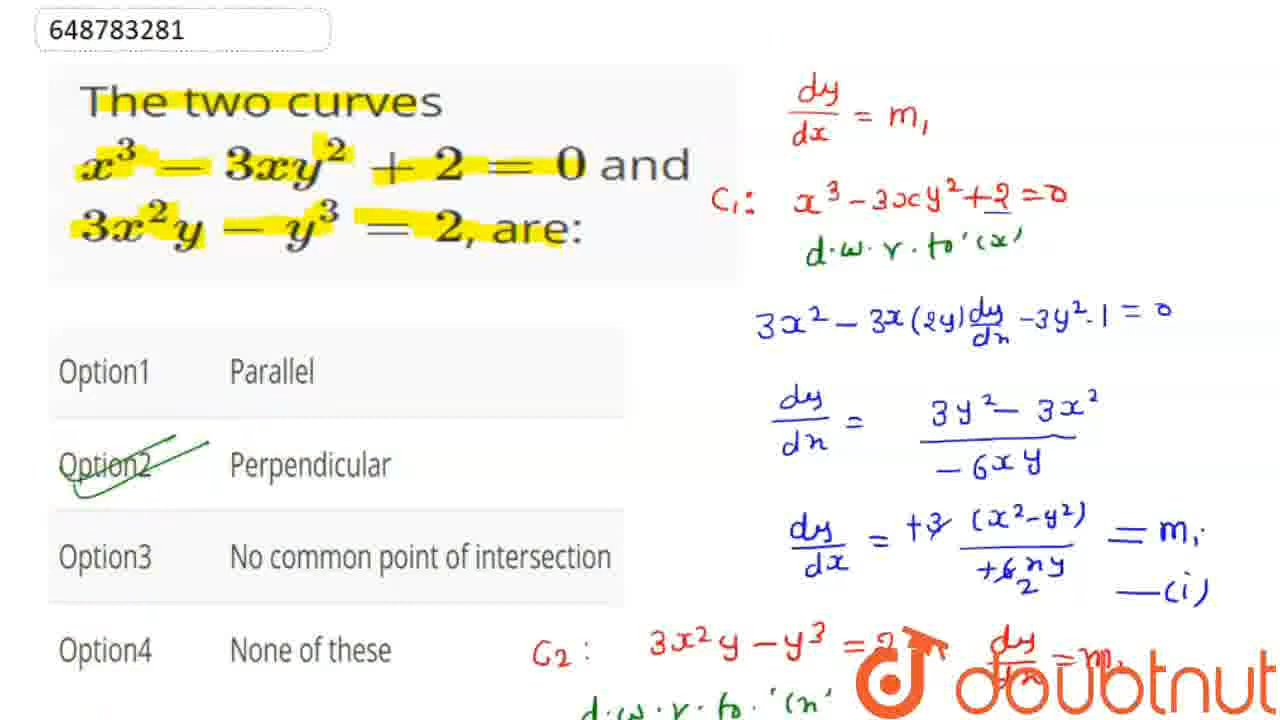 648783281
The two curves
x³ − 3xy² + 2 = 0 and
3x²y − y³ = 2, are:
Option1 Parallel
Option2 Perpendicular
Option3 No common point of intersection
Option4 None of these
dy/dx = m₁
C₁: x³ − 3xy² + 2 = 0
d.w.r.to '(x)
3x² − 3x(2y) dy/dx − 3y².1 = 0
dy/dx = (3y² − 3x²)/(−6xy)
dy/dx = +3(x² − y²)/(+6xy) 2 = m₁
—(i)
C₂: 3x²y − y³ = 2 dy/dx = m
d.w.r.to.'(x'
doubtnut